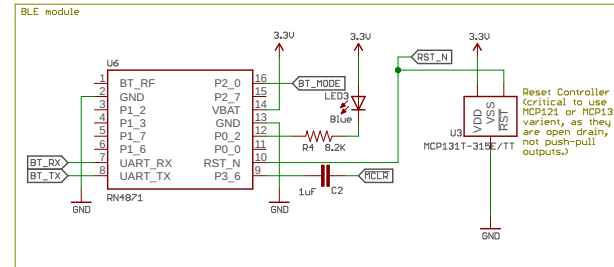 BLE module
3.3V
3.3V
3.3V
RST_N
U6
1 BT_RF P2_0 16 BT_MODE
2 GND P2_7 15
3 P1_2 VBAT 14
4 P1_3 GND 13
5 P1_7 P0_2 12
6 P1_6 P0_0 11
BT_RX 7 UART_RX RST_N 10
BT_TX 8 UART_TX P3_6 9
RN4871
LED3
Blue
R4 8.2K
1uF C2
MCLR
GND
GND
VDD
VSS
RST
U3
MCP131T-315E/TT
GND
Reset Controller
(critical to use
MCP121 or MCP13
varient, as they
are open drain,
not push-pull
outputs.)